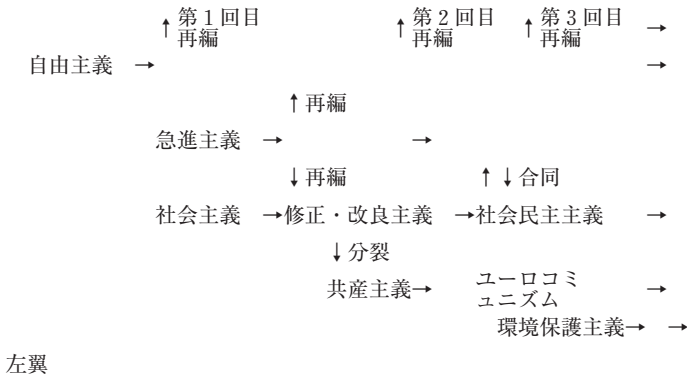 ↑第1回目再編 ↑第2回目再編 ↑第3回目再編 →
自由主義 → →
↑再編
急進主義 → →
↓再編 ↑↓合同
社会主義 →修正・改良主義 →社会民主主義 →
↓分裂
共産主義→ ユーロコミュニズム →
環境保護主義→ →
左翼